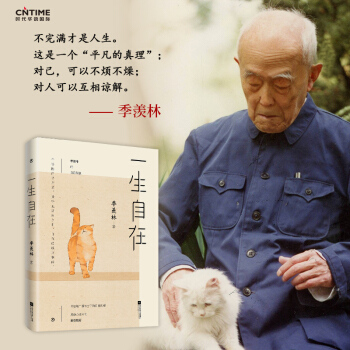 CNTIME
时代华语国际
不完满才是人生。
这是一个“平凡的真理”；
对己，可以不烦不燥；
对人可以互相谅解。
—— 季羡林
一生自在
季羡林 著